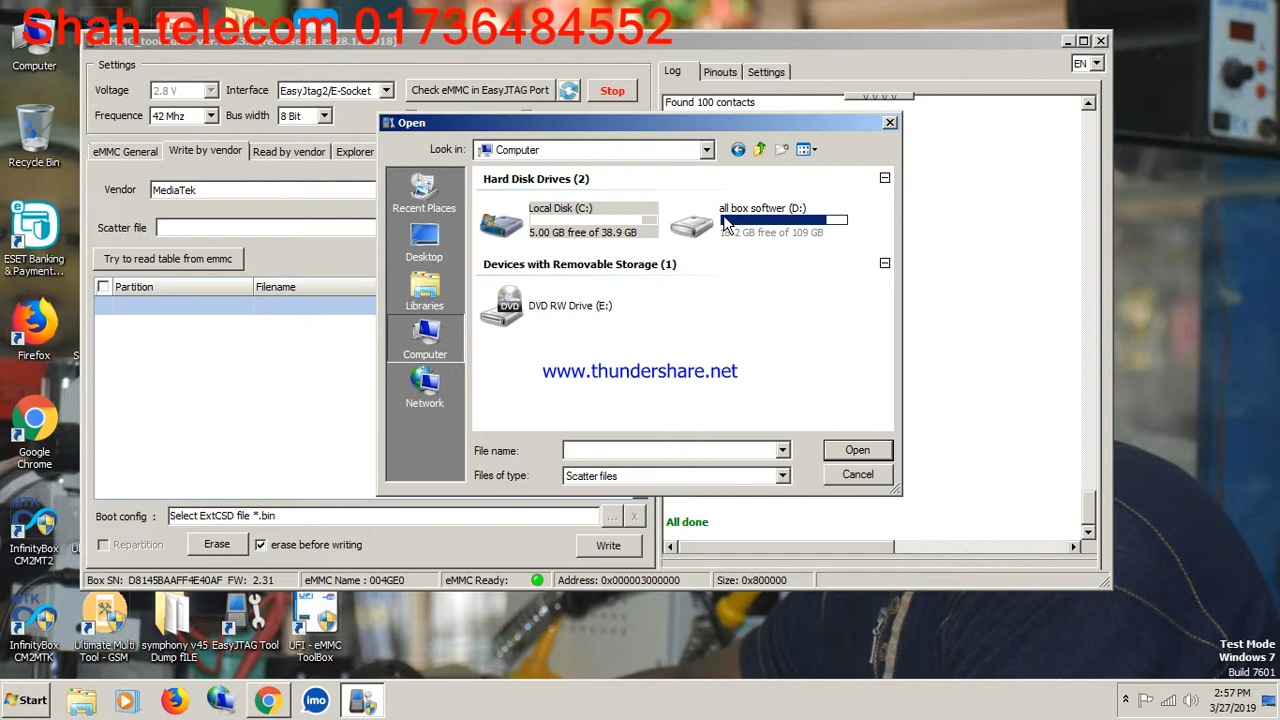 Shah telecom 01736484552
Computer
Recycle Bin
ESET Banking
& Payment...
Firefox
Google
Chrome
InfinityBox
CM2MT2
InfinityBox
CM2MTK
Ultimate Multi
Tool - GSM
symphony v45
Dump fILE
EasyJTAG Tool
UFI - eMMC
ToolBox
Settings
Voltage
2.8 V
Interface
EasyJtag2/E-Socket
Check eMMC in EasyJTAG Port
Stop
Frequency
42 Mhz
Bus width
8 Bit
eMMC General
Write by vendor
Read by vendor
Explorer
Vendor
MediaTek
Scatter file
Try to read table from emmc
Partition
Filename
Boot config :
Select ExtCSD file *.bin
...
x
Repartition
Erase
erase before writing
Write
Log
Pinouts
Settings
EN
Found 100 contacts
All done
Box SN: D8145BAAFF4E40AF FW: 2.31
eMMC Name : 004GE0
eMMC Ready:
Address: 0x000003000000
Size: 0x800000
Open
Look in:
Computer
Recent Places
Desktop
Libraries
Computer
Network
Hard Disk Drives (2)
Local Disk (C:)
5.00 GB free of 38.9 GB
all box softwer (D:)
GB free of 109 GB
Devices with Removable Storage (1)
DVD RW Drive (E:)
DVD
www.thundershare.net
File name:
Open
Files of type:
Scatter files
Cancel
Test Mode
Windows 7
Build 7601
Start
imo
2:57 PM
3/27/2019